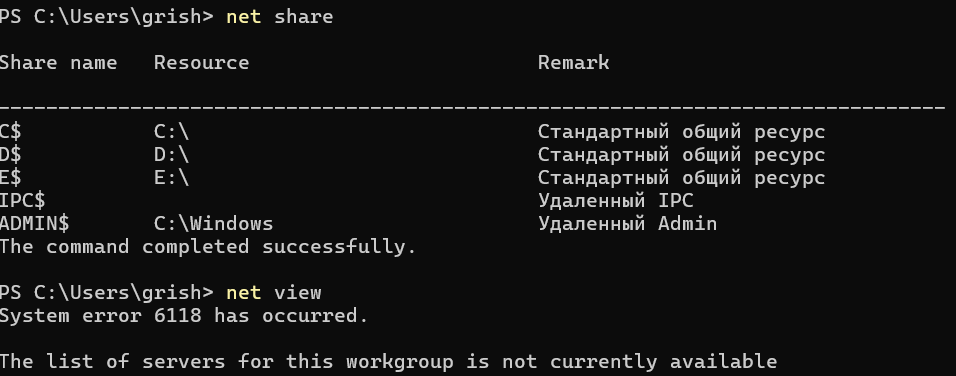 PS C:\Users\grish> net share
Share name   Resource                        Remark
-------------------------------------------------------------------------------
C$           C:\                             Стандартный общий ресурс
D$           D:\                             Стандартный общий ресурс
E$           E:\                             Стандартный общий ресурс
IPC$                                         Удаленный IPC
ADMIN$       C:\Windows                      Удаленный Admin
The command completed successfully.
PS C:\Users\grish> net view
System error 6118 has occurred.
The list of servers for this workgroup is not currently available